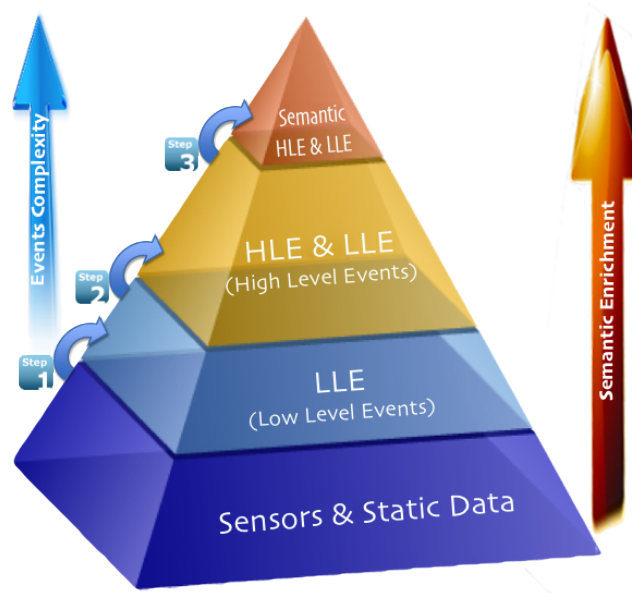 Semantic
HLE & LLE
Step
3
HLE & LLE
(High Level Events)
Step
2
LLE
(Low Level Events)
Step
1
Sensors & Static Data
Events Complexity
Semantic Enrichment